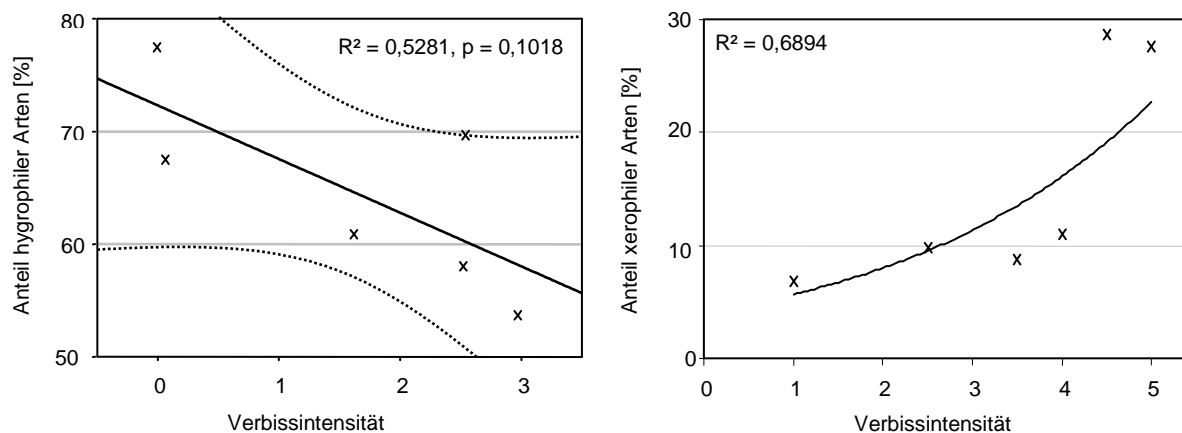 80
70
60
50
Anteil hygrophiler Arten [%]
R² = 0,5281, p = 0,1018
0 1 2 3
Verbissintensität
30
20
10
0
Anteil xerophiler Arten [%]
R² = 0,6894
0 1 2 3 4 5
Verbissintensität